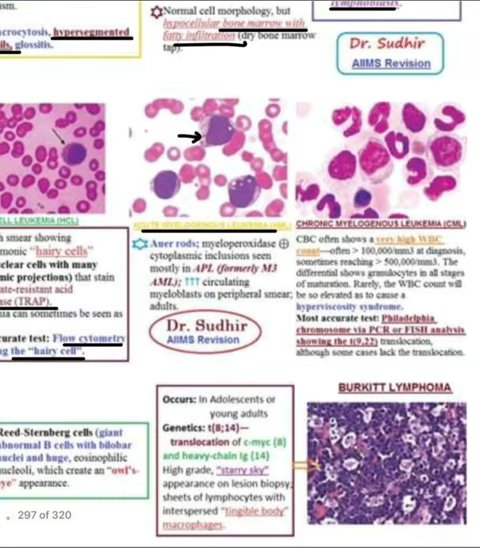 ism.
acrocytosis, hypersegmented
ils, glossitis.
Normal cell morphology, but
hypocellular bone marrow with
fatty infiltration (dry bone marrow
tap).
lymphoblasts.
Dr. Sudhir
AIIMS Revision
ELL LEUKEMIA (HCL)
h smear showing
monic "hairy cells"
clear cells with many
mic projections) that stain
ate-resistant acid
ase (TRAP).
ia can sometimes be seen as
urate test: Flow cytometry
ng the "hairy cell".
ACUTE MYELOGENOUS LEUKEMIA (AML)
Auer rods; myeloperoxidase ⊕
cytoplasmic inclusions seen
mostly in APL (formerly M3
AML); ↑↑↑ circulating
myeloblasts on peripheral smear;
adults.
Dr. Sudhir
AIIMS Revision
CHRONIC MYELOGENOUS LEUKEMIA (CML)
CBC often shows a very high WBC
count—often > 100,000/mm3 at diagnosis,
sometimes reaching > 500,000/mm3. The
differential shows granulocytes in all stages
of maturation. Rarely, the WBC count will
be so elevated as to cause a
hyperviscosity syndrome.
Most accurate test: Philadelphia
chromosome via PCR or FISH analysis
showing the t(9,22) translocation,
although some cases lack the translocation.
Reed-Sternberg cells (giant
abnormal B cells with bilobar
nuclei and huge, eosinophilic
nucleoli, which create an "owl's-
eye" appearance.
297 of 320
Occurs: In Adolescents or
young adults
Genetics: t(8;14)—
translocation of c-myc (8)
and heavy-chain Ig (14)
High grade, "starry sky"
appearance on lesion biopsy;
sheets of lymphocytes with
interspersed "tingible body"
macrophages.
BURKITT LYMPHOMA